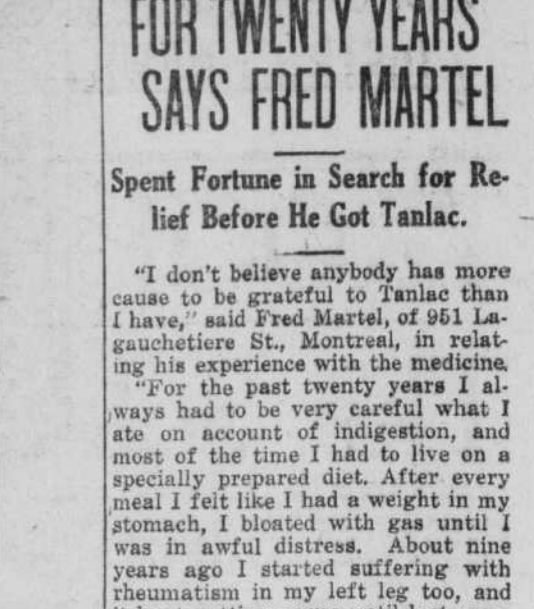 FOR TWENTY YEARS
SAYS FRED MARTEL
Spent Fortune in Search for Re-
lief Before He Got Tanlac.
"I don't believe anybody has more
cause to be grateful to Tanlac than
I have," said Fred Martel, of 951 La-
gauchetiere St., Montreal, in relat-
ing his experience with the medicine.
"For the past twenty years I al-
ways had to be very careful what I
ate on account of indigestion, and
most of the time I had to live on a
specially prepared diet. After every
meal I felt like I had a weight in my
stomach, I bloated with gas until I
was in awful distress. About nine
years ago I started suffering with
rheumatism in my left leg too, and